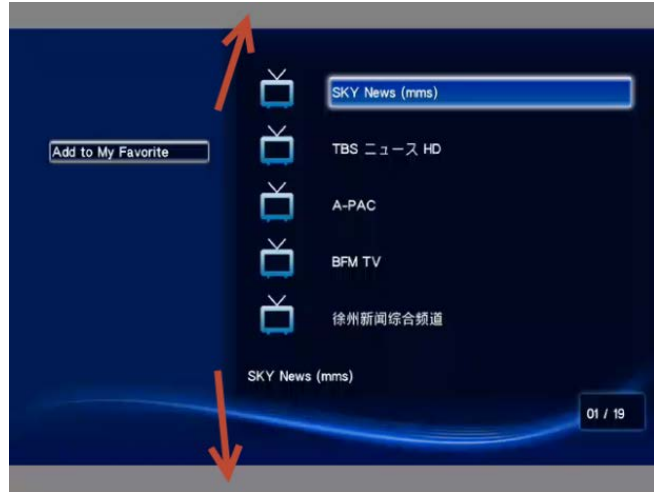 SKY News (mms)
Add to My Favorite
TBS ニュース HD
A-PAC
BFM TV
徐州新闻综合频道
SKY News (mms)
01 / 19